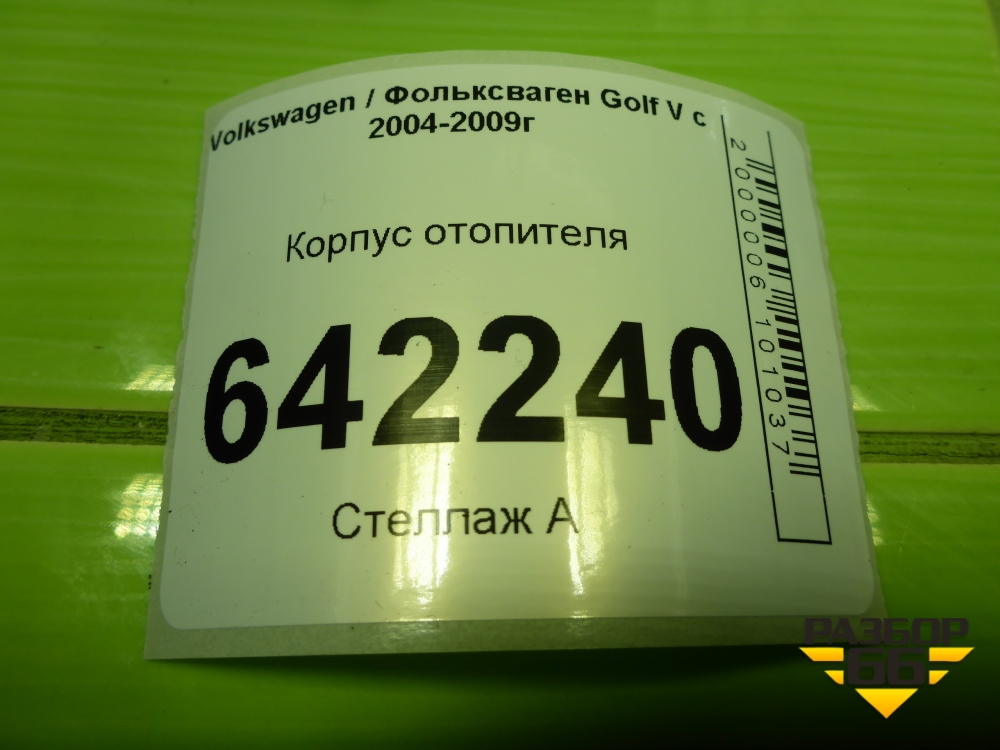 Volkswagen / Фольксваген Golf V с
2004-2009г
Корпус отопителя
642240
Стеллаж А
2000006101037
РАЗБОР
66